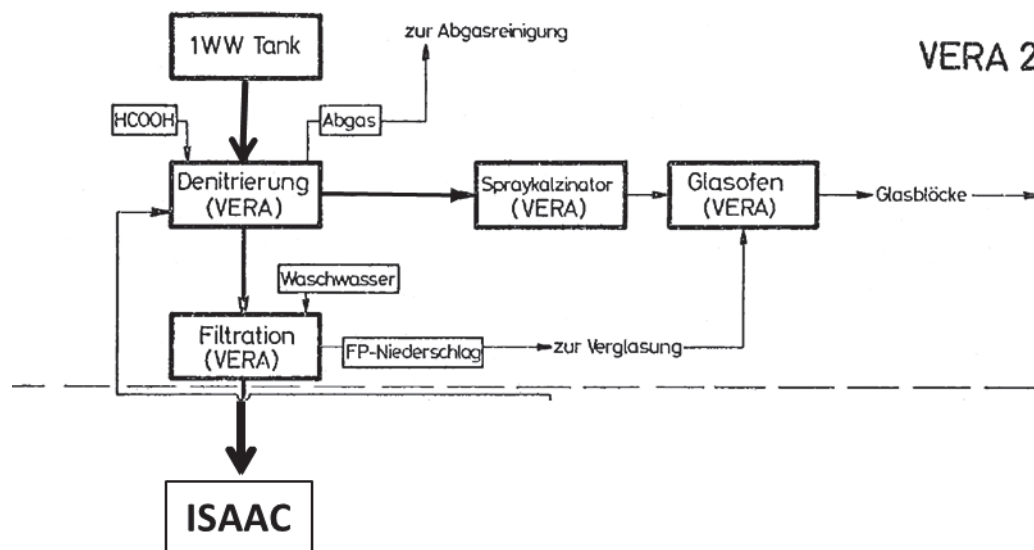 1WW Tank
zur Abgasreinigung
VERA 2
HCOOH
Abgas
Denitrierung
(VERA)
Spraykalzinator
(VERA)
Glasofen
(VERA)
Glasblöcke
Waschwasser
Filtration
(VERA)
FP-Niederschlag
zur Verglasung
ISAAC